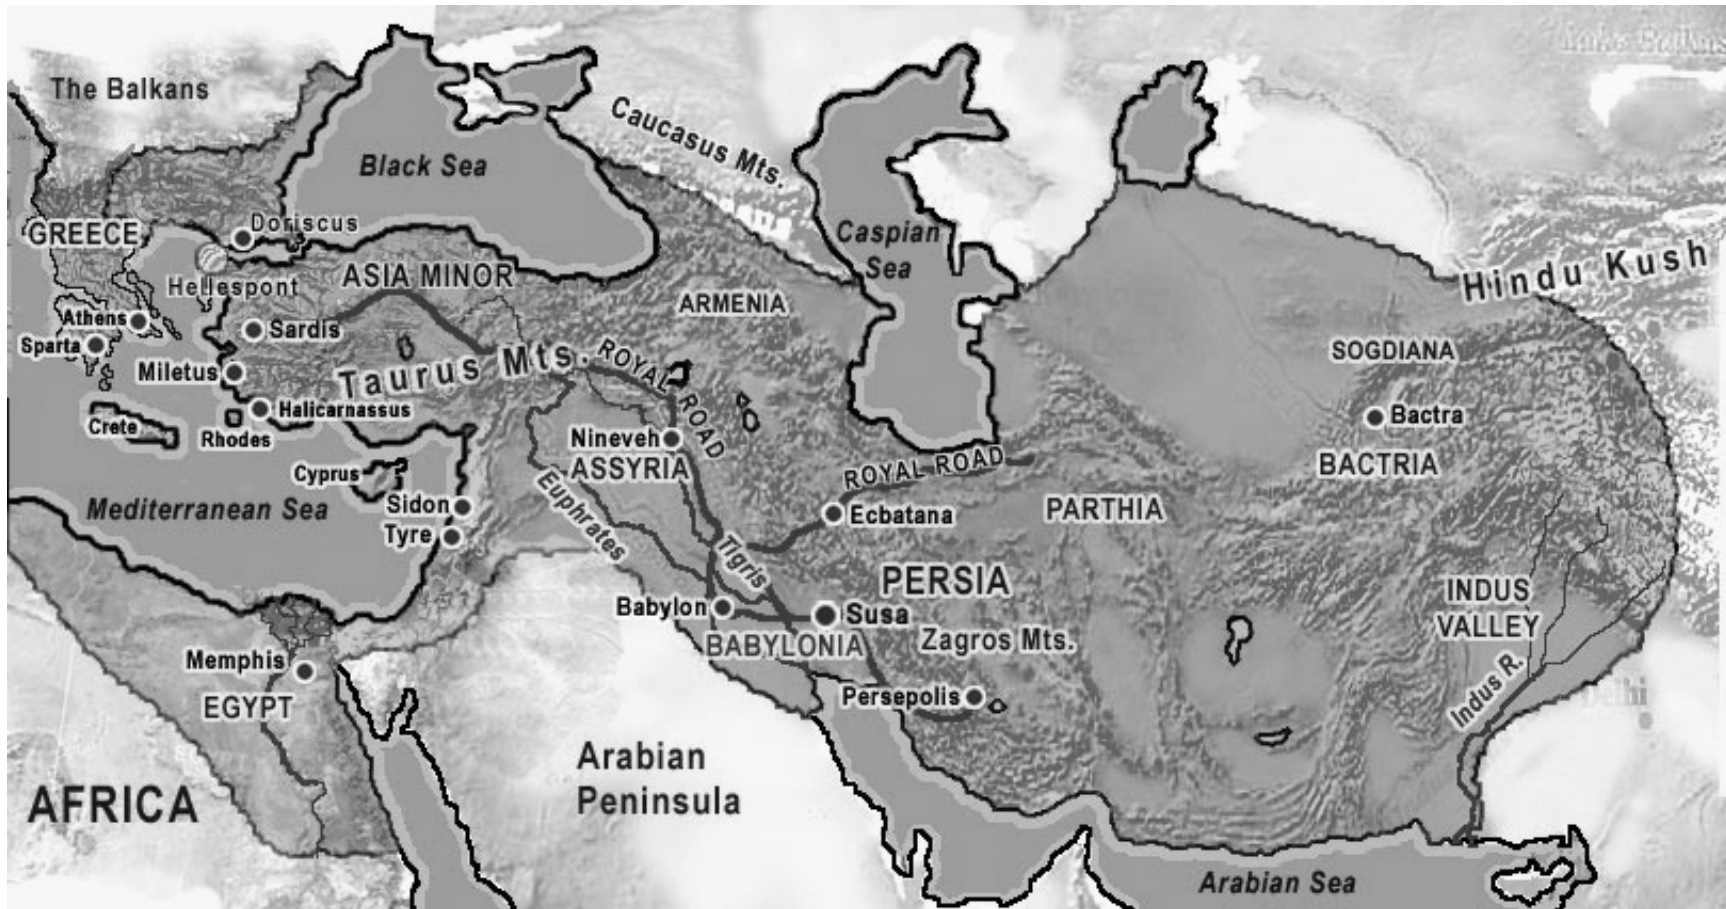 The Balkans
Black Sea
Caucasus Mts.
Caspian
Sea
Hindu Kush
GREECE
Doriscus
Hellespont
ASIA MINOR
ARMENIA
Athens
Sardis
Sparta
Miletus
Taurus Mts.
ROYAL
ROAD
SOGDIANA
Halicarnassus
Crete
Rhodes
Bactra
Nineveh
ASSYRIA
ROYAL ROAD
BACTRIA
Cyprus
Euphrates
Mediterranean Sea
Sidon
Tyre
Ecbatana
PARTHIA
Tigris
PERSIA
INDUS
VALLEY
Babylon
Susa
BABYLONIA
Zagros Mts.
Memphis
EGYPT
Persepolis
Indus R.
AFRICA
Arabian
Peninsula
Arabian Sea